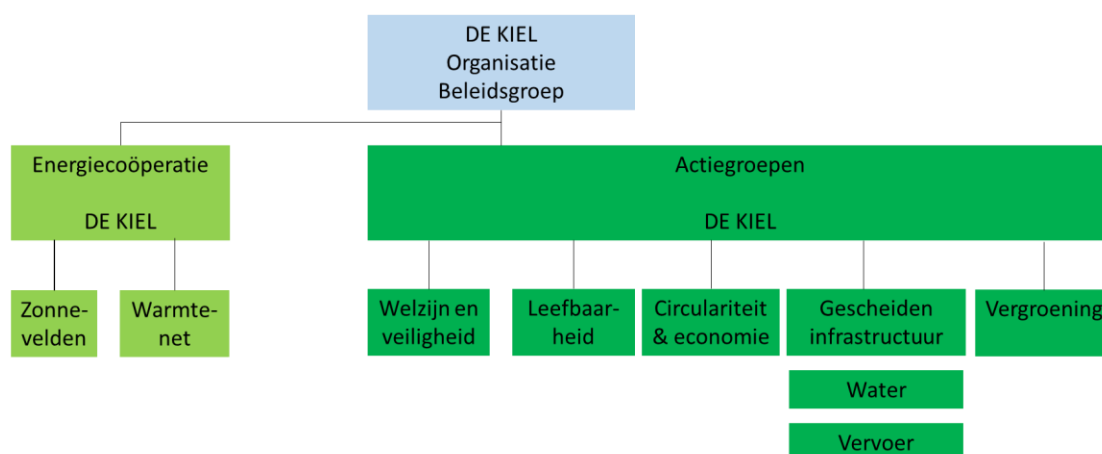 DE KIEL
Organisatie
Beleidsgroep
Energiecoöperatie
DE KIEL
Actiegroepen
DE KIEL
Zonne-
velden
Warmte-
net
Welzijn en
veiligheid
Leefbaar-
heid
Circulariteit
& economie
Gescheiden
infrastructuur
Vergroening
Water
Vervoer